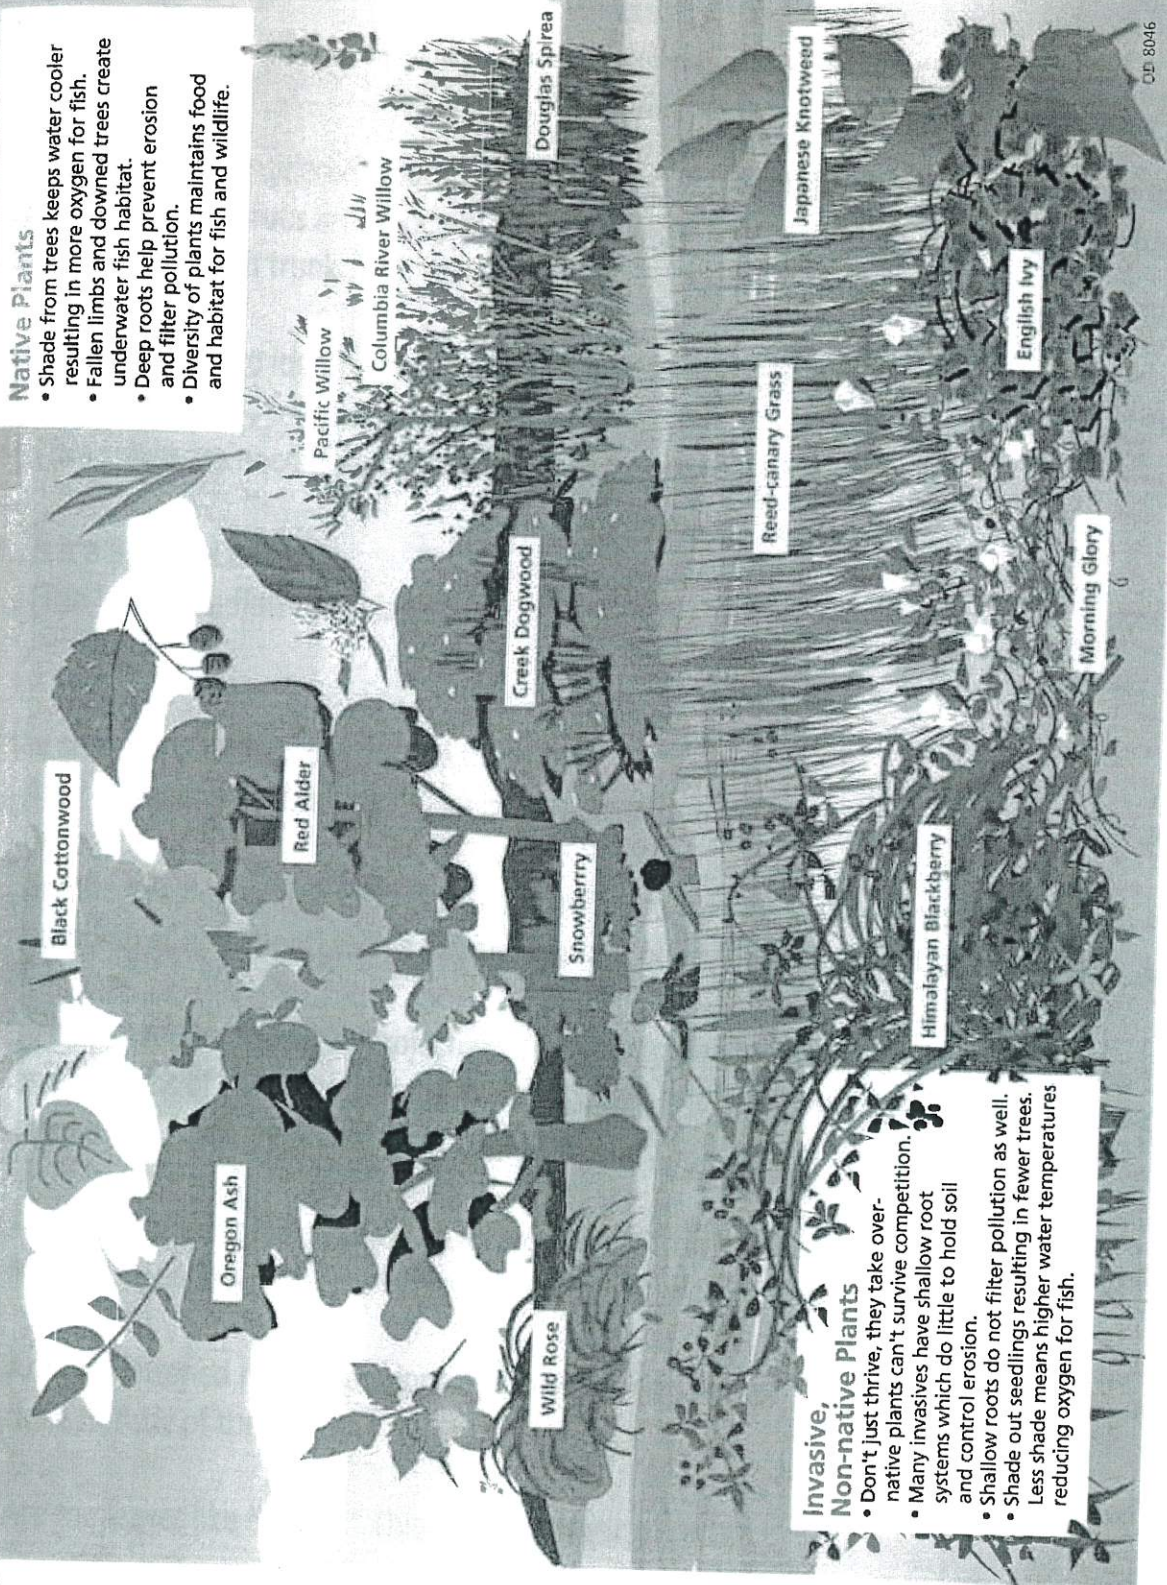 Native Plants
• Shade from trees keeps water cooler
resulting in more oxygen for fish.
• Fallen limbs and downed trees create
underwater fish habitat.
• Deep roots help prevent erosion
and filter pollution.
• Diversity of plants maintains food
and habitat for fish and wildlife.
Black Cottonwood
Oregon Ash
Red Alder
Pacific Willow
Columbia River Willow
Wild Rose
Snowberry
Creek Dogwood
Douglas Spirea
Invasive,
Non-native Plants
• Don't just thrive, they take over-
native plants can't survive competition.
• Many invasives have shallow root
systems which do little to hold soil
and control erosion.
• Shallow roots do not filter pollution as well.
• Shade out seedlings resulting in fewer trees.
Less shade means higher water temperatures
reducing oxygen for fish.
Himalayan Blackberry
Reed-canary Grass
Japanese Knotweed
Morning Glory
English Ivy
8046